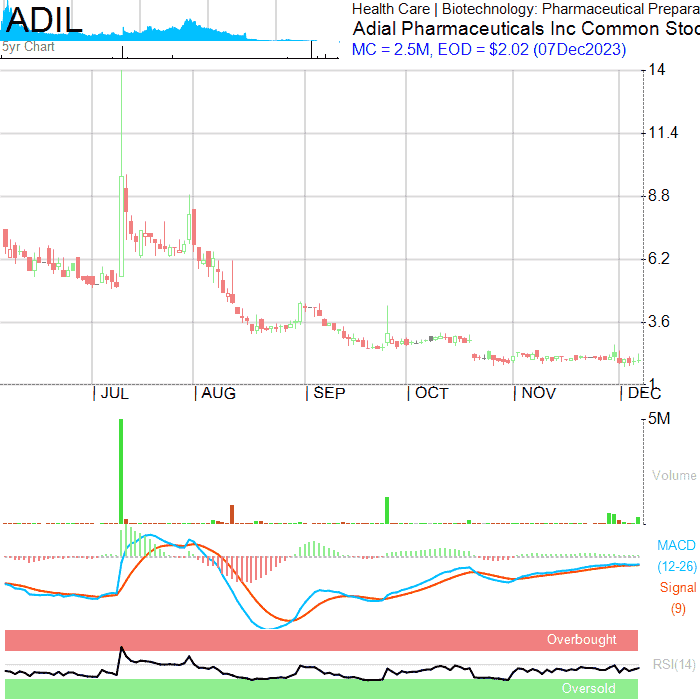 ADIL
5yr Chart
Health Care | Biotechnology: Pharmaceutical Prepara
Adial Pharmaceuticals Inc Common Stoc
MC = 2.5M, EOD = $2.02 (07Dec2023)
14
11.4
8.8
6.2
3.6
1
JUL AUG SEP OCT NOV DEC
5M
Volume
MACD
(12-26)
Signal
(9)
Overbought
RSI(14)
Oversold